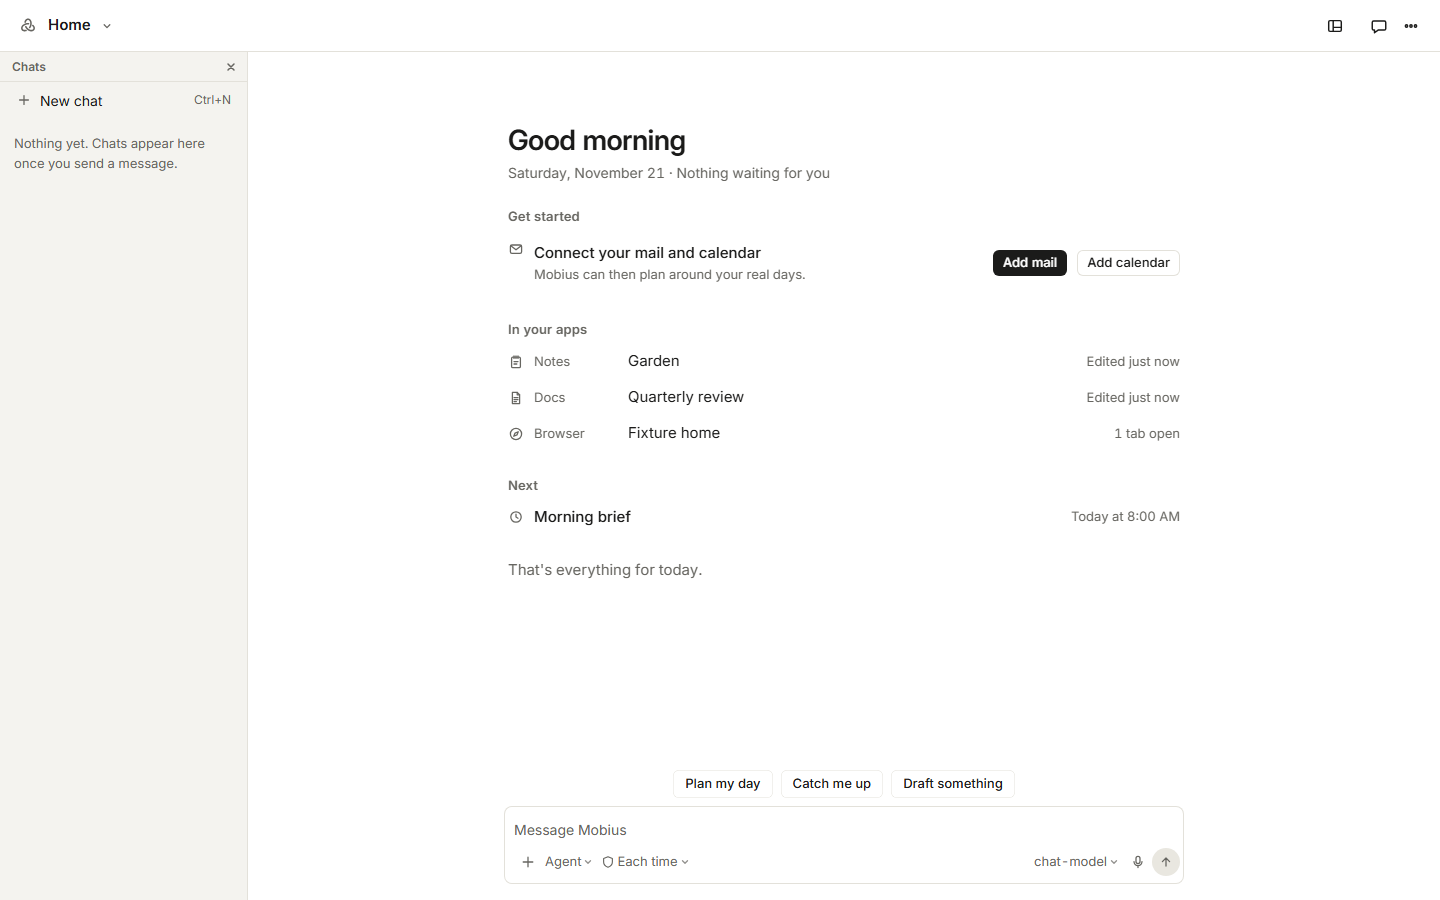 Home
Chats
New chat Ctrl+N
Nothing yet. Chats appear here
once you send a message.
Good morning
Saturday, November 21 · Nothing waiting for you
Get started
Connect your mail and calendar
Mobius can then plan around your real days.
Add mail Add calendar
In your apps
Notes Garden Edited just now
Docs Quarterly review Edited just now
Browser Fixture home 1 tab open
Next
Morning brief Today at 8:00 AM
That's everything for today.
Plan my day Catch me up Draft something
Message Mobius
Agent Each time chat-model